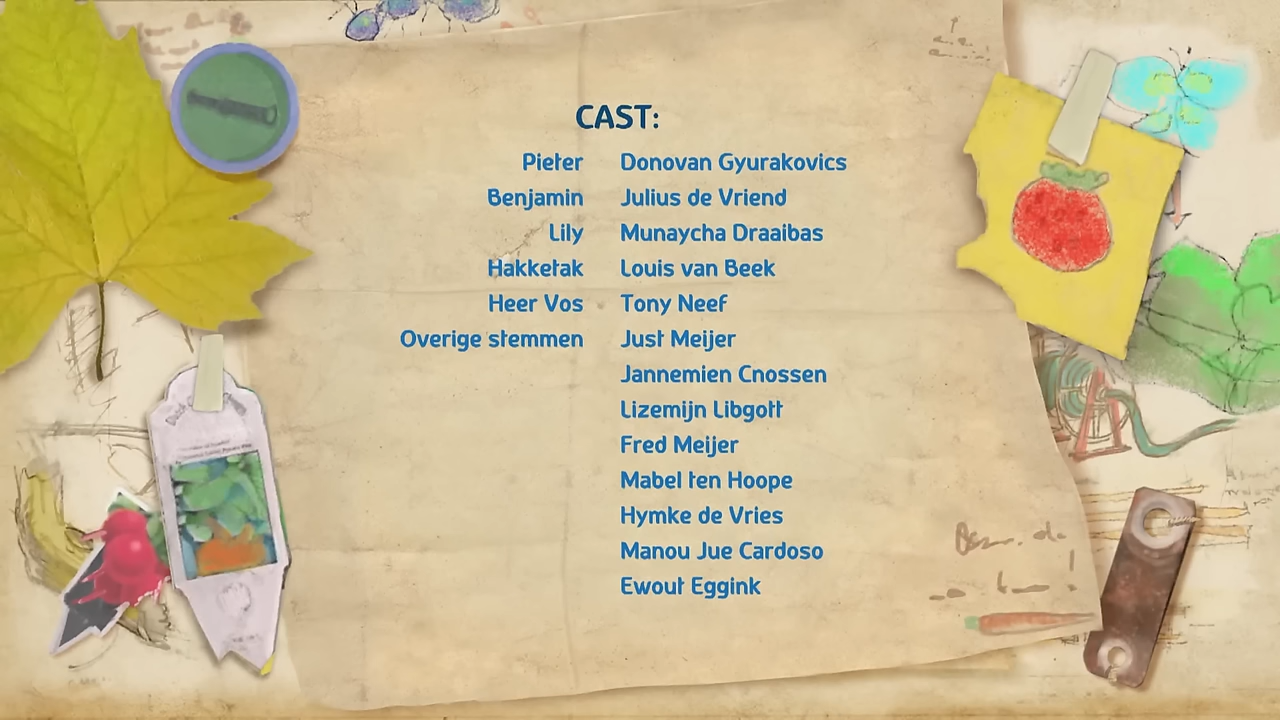 CAST:
Pieter Donovan Gyurakovics
Benjamin Julius de Vriend
Lily Munaycha Draaibas
Hakketak Louis van Beek
Heer Vos Tony Neef
Overige stemmen Just Meijer
Jannemien Cnossen
Lizemijn Libgott
Fred Meijer
Mabel ten Hoope
Hymke de Vries
Manou Jue Cardoso
Ewout Eggink